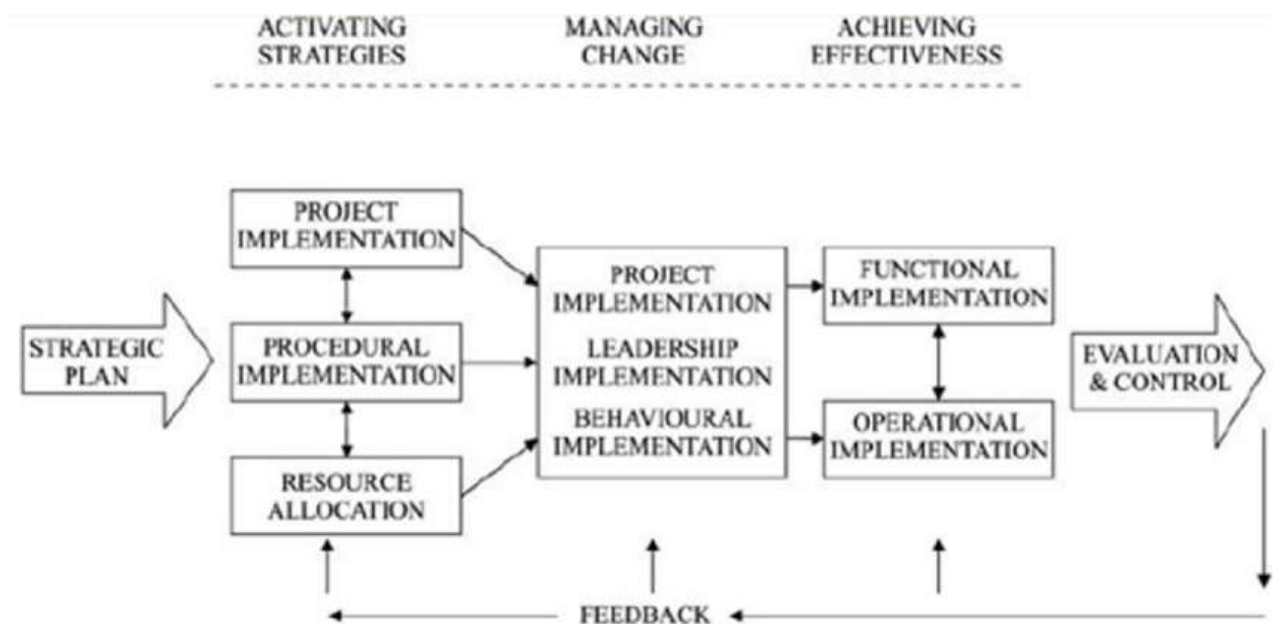 ACTIVATING
STRATEGIES
MANAGING
CHANGE
ACHIEVING
EFFECTIVENESS
STRATEGIC
PLAN
PROJECT
IMPLEMENTATION
PROCEDURAL
IMPLEMENTATION
RESOURCE
ALLOCATION
PROJECT
IMPLEMENTATION
LEADERSHIP
IMPLEMENTATION
BEHAVIOURAL
IMPLEMENTATION
FUNCTIONAL
IMPLEMENTATION
OPERATIONAL
IMPLEMENTATION
EVALUATION
& CONTROL
FEEDBACK